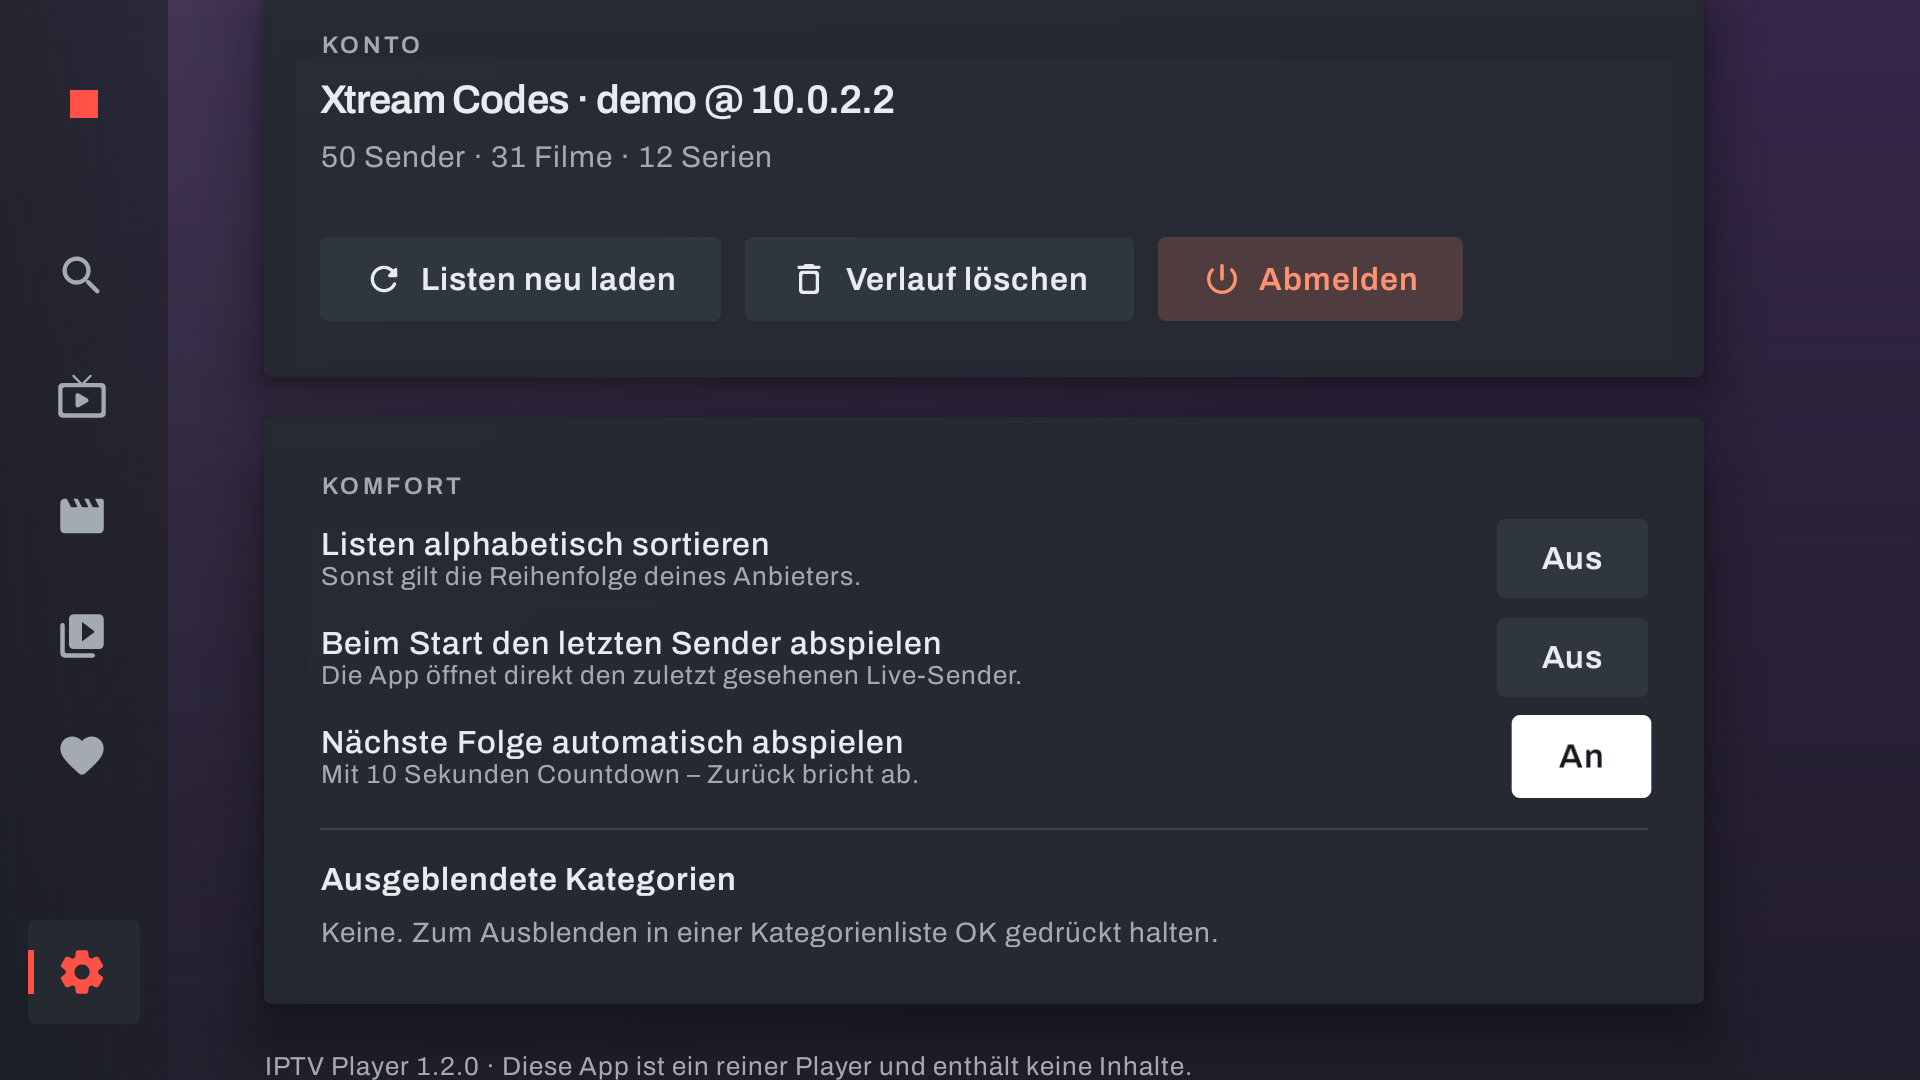 KONTO
Xtream Codes · demo @ 10.0.2.2
50 Sender · 31 Filme · 12 Serien
Listen neu laden
Verlauf löschen
Abmelden
KOMFORT
Listen alphabetisch sortieren
Sonst gilt die Reihenfolge deines Anbieters.
Aus
Beim Start den letzten Sender abspielen
Die App öffnet direkt den zuletzt gesehenen Live-Sender.
Aus
Nächste Folge automatisch abspielen
Mit 10 Sekunden Countdown – Zurück bricht ab.
An
Ausgeblendete Kategorien
Keine. Zum Ausblenden in einer Kategorienliste OK gedrückt halten.
IPTV Player 1.2.0 · Diese App ist ein reiner Player und enthält keine Inhalte.